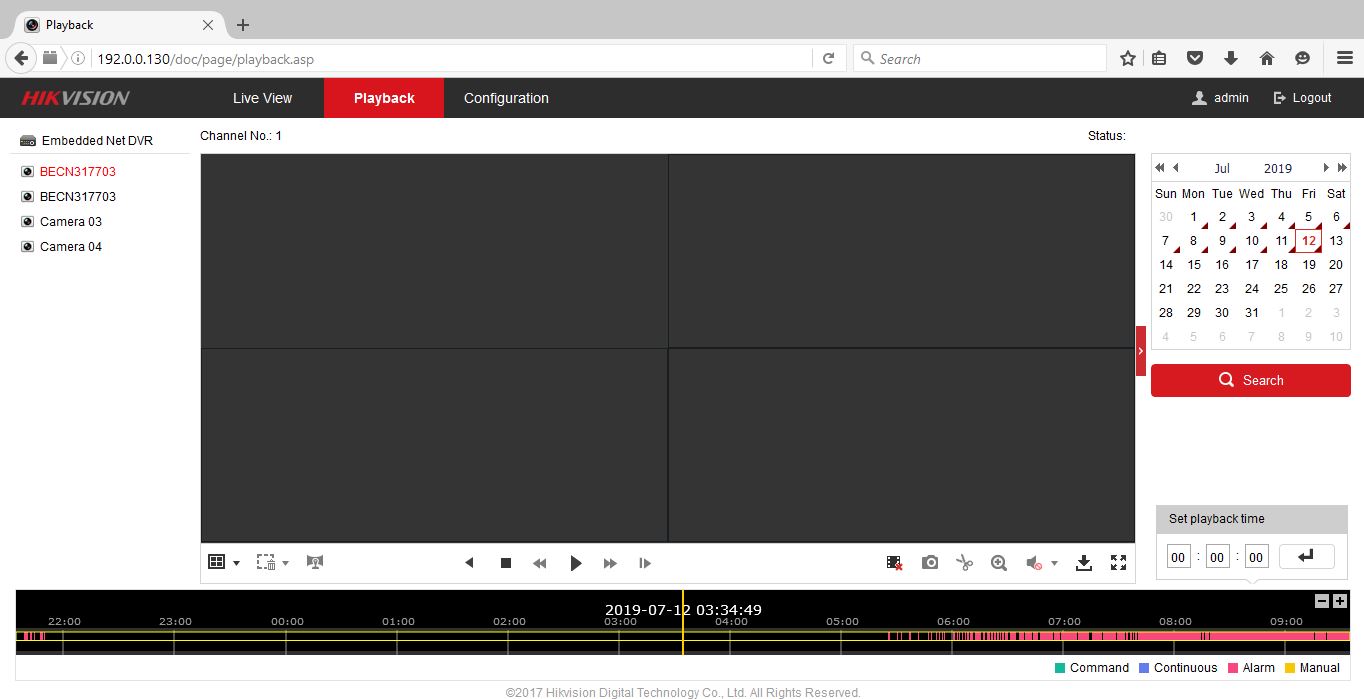 Playback
192.0.0.130/doc/page/playback.asp
Search
HIKVISION
Live View
Playback
Configuration
admin
Logout
Embedded Net DVR
BECN317703
BECN317703
Camera 03
Camera 04
Channel No.: 1
Status:
Jul 2019
Sun Mon Tue Wed Thu Fri Sat
30 1 2 3 4 5 6
7 8 9 10 11 12 13
14 15 16 17 18 19 20
21 22 23 24 25 26 27
28 29 30 31 1 2 3
4 5 6 7 8 9 10
Search
Set playback time
00 : 00 : 00
2019-07-12 03:34:49
22:00 23:00 00:00 01:00 02:00 03:00 04:00 05:00 06:00 07:00 08:00 09:00
Command Continuous Alarm Manual
©2017 Hikvision Digital Technology Co., Ltd. All Rights Reserved.